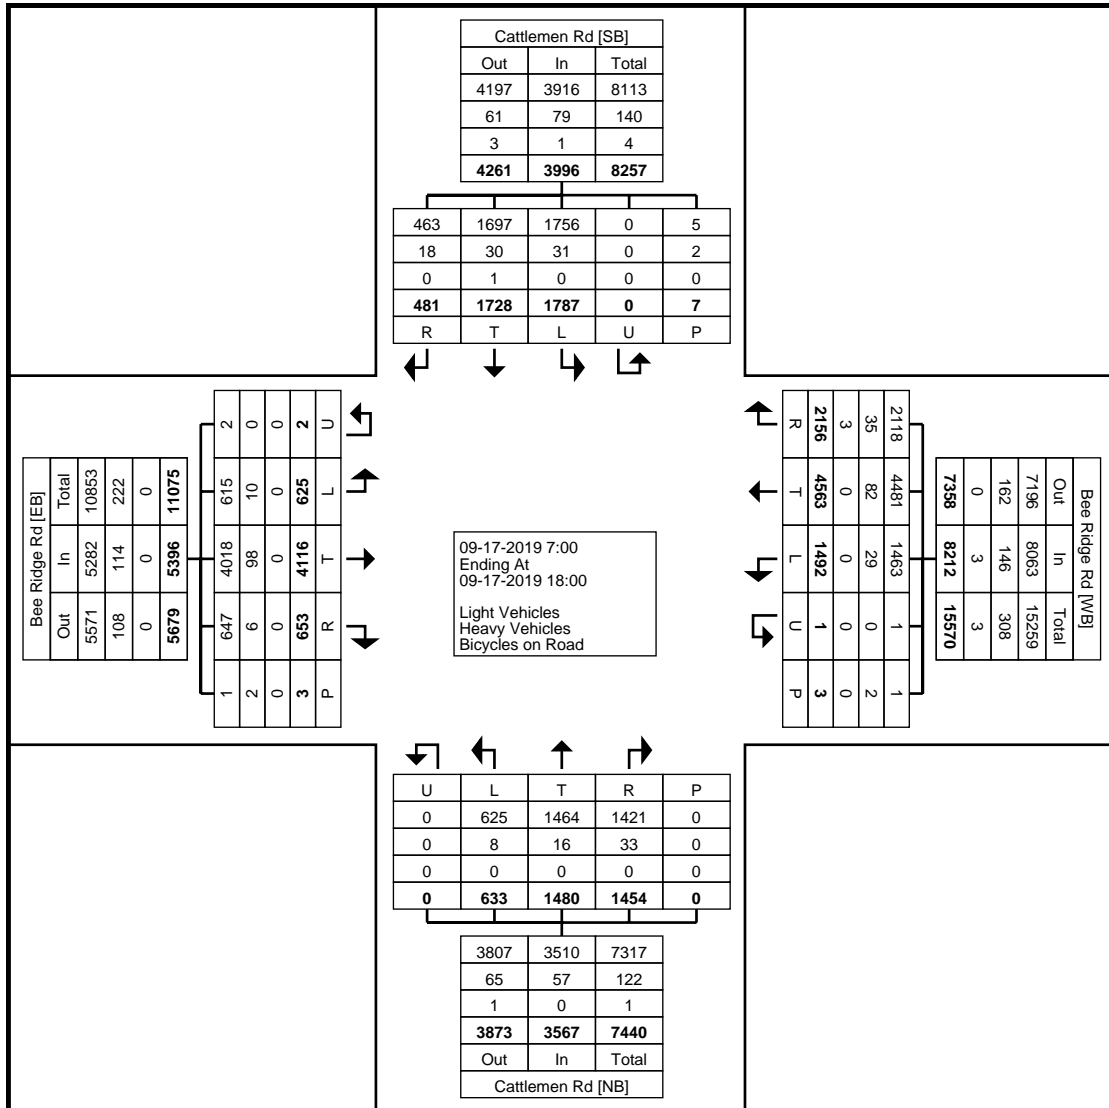 Cattlemen Rd [SB]
Out In Total
4197 3916 8113
61 79 140
3 1 4
4261 3996 8257
463 1697 1756 0 5
18 30 31 0 2
0 1 0 0 0
481 1728 1787 0 7
R T L U P
Bee Ridge Rd [EB]
Total In Out
10853 5282 5571
222 114 108
0 0 0
11075 5396 5679
2 615 4018 647 1
0 10 98 6 2
0 0 0 0 0
2 625 4116 653 3
U L T R P
09-17-2019 7:00
Ending At
09-17-2019 18:00
Light Vehicles
Heavy Vehicles
Bicycles on Road
Bee Ridge Rd [WB]
Out In Total
7196 8063 15259
162 146 308
0 3 3
7358 8212 15570
2118 4481 1463 1 1
35 82 29 0 2
3 0 0 0 0
2156 4563 1492 1 3
R T L U P
U L T R P
0 625 1464 1421 0
0 8 16 33 0
0 0 0 0 0
0 633 1480 1454 0
3807 3510 7317
65 57 122
1 0 1
3873 3567 7440
Out In Total
Cattlemen Rd [NB]